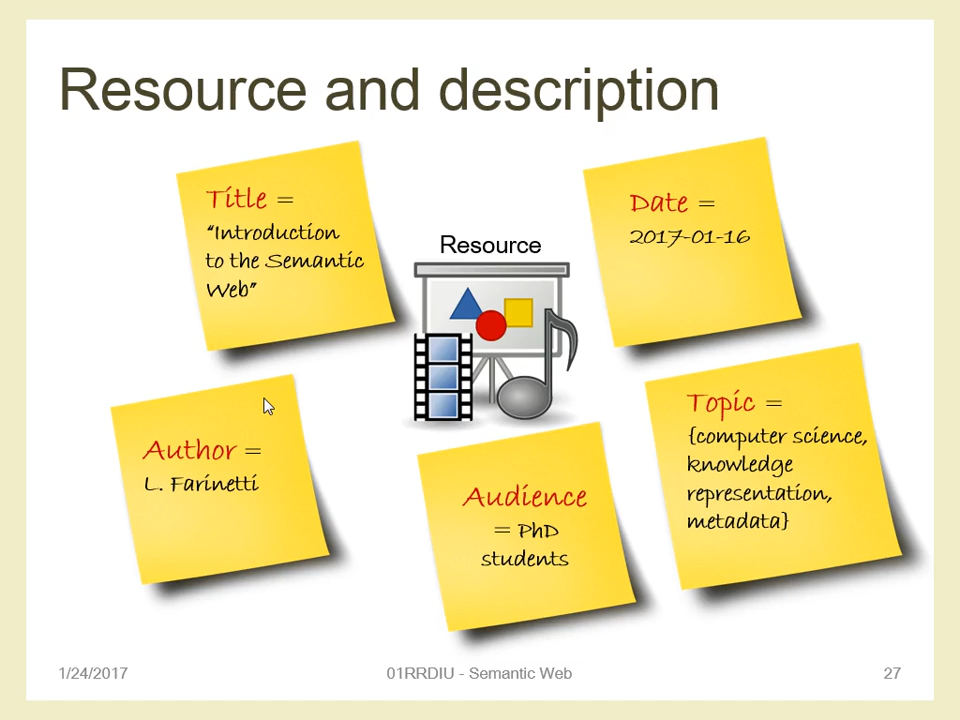 Resource and description
Title =
“Introduction
to the Semantic
Web”
Resource
Date =
2017-01-16
Author =
L. Farinetti
Audience
= PhD
students
Topic =
{computer science,
knowledge
representation,
metadata}
1/24/2017
01RRDIU - Semantic Web
27